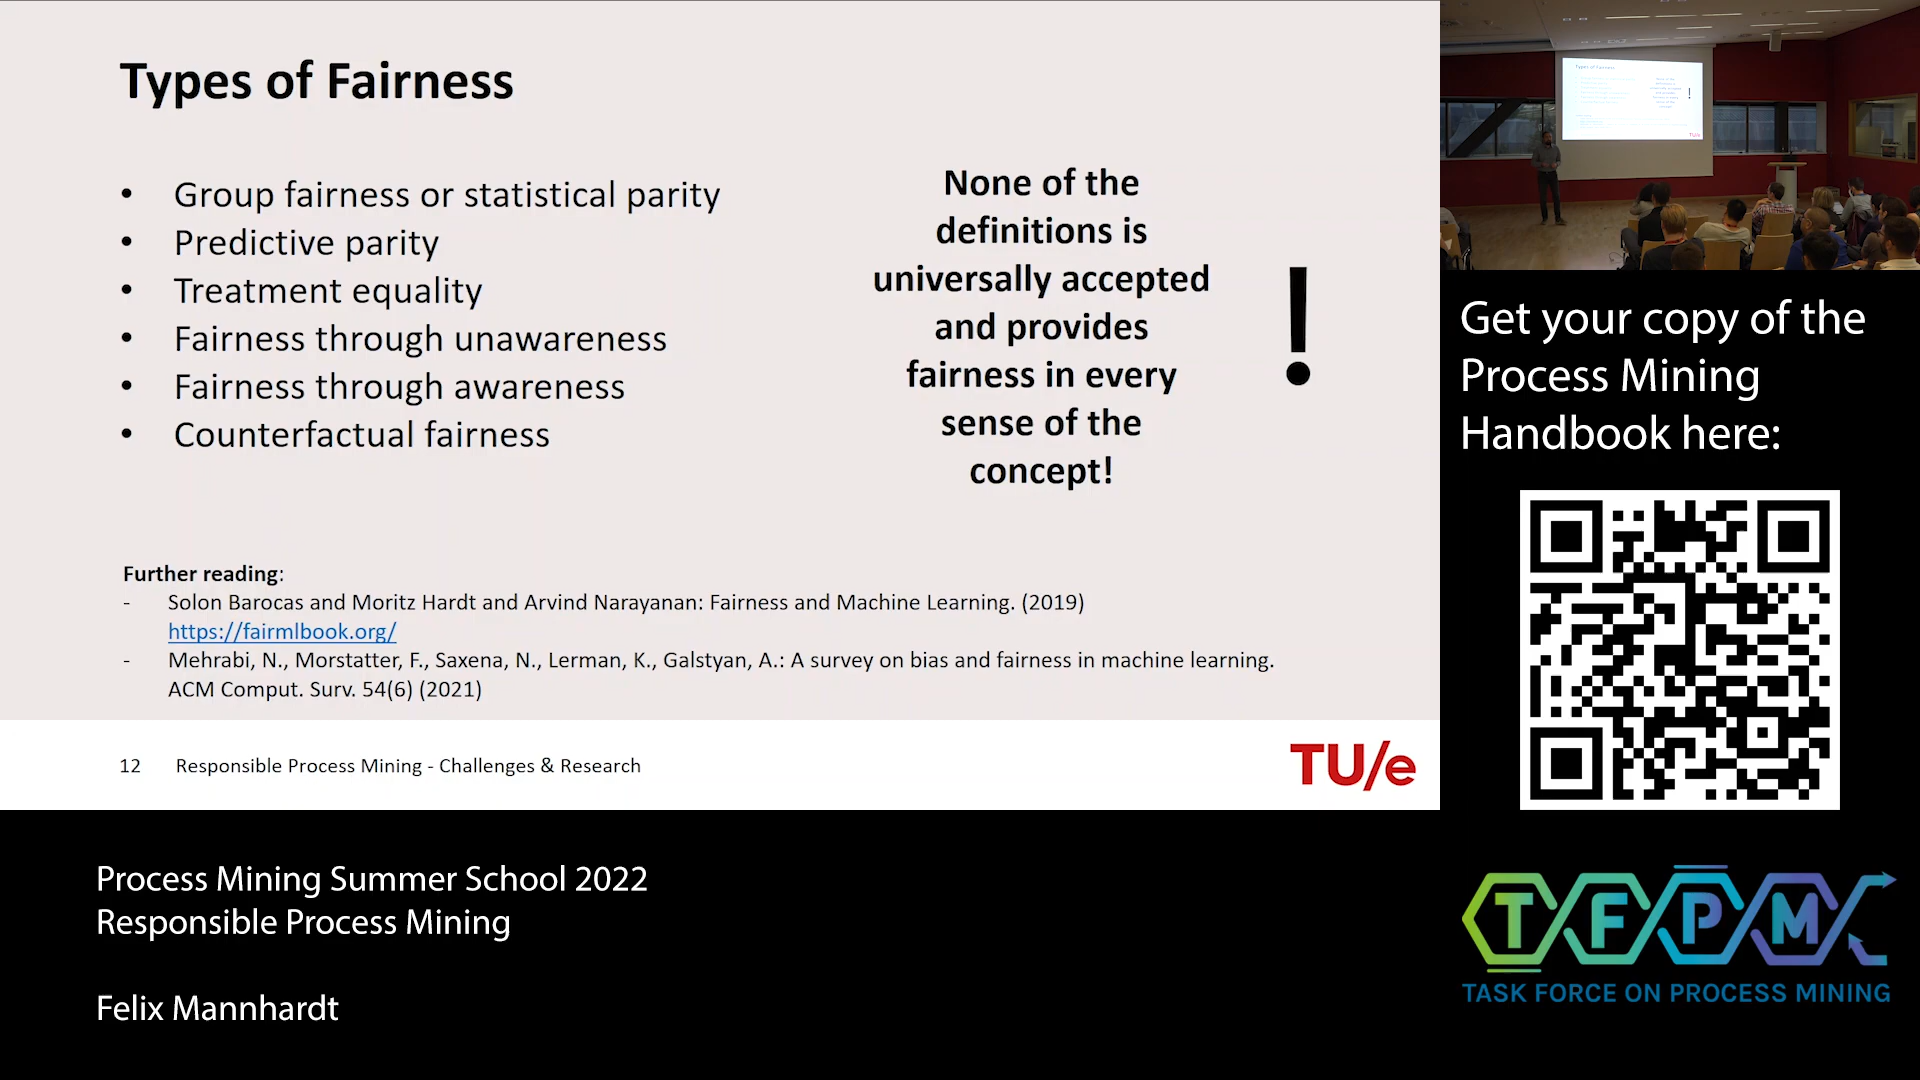 Types of Fairness
• Group fairness or statistical parity
• Predictive parity
• Treatment equality
• Fairness through unawareness
• Fairness through awareness
• Counterfactual fairness
None of the
definitions is
universally accepted
and provides
fairness in every
sense of the
concept!
!
Further reading:
- Solon Barocas and Moritz Hardt and Arvind Narayanan: Fairness and Machine Learning. (2019)
https://fairmlbook.org/
- Mehrabi, N., Morstatter, F., Saxena, N., Lerman, K., Galstyan, A.: A survey on bias and fairness in machine learning.
ACM Comput. Surv. 54(6) (2021)
12 Responsible Process Mining - Challenges & Research
TU/e
Get your copy of the
Process Mining
Handbook here:
Process Mining Summer School 2022
Responsible Process Mining
Felix Mannhardt
TFPM
TASK FORCE ON PROCESS MINING